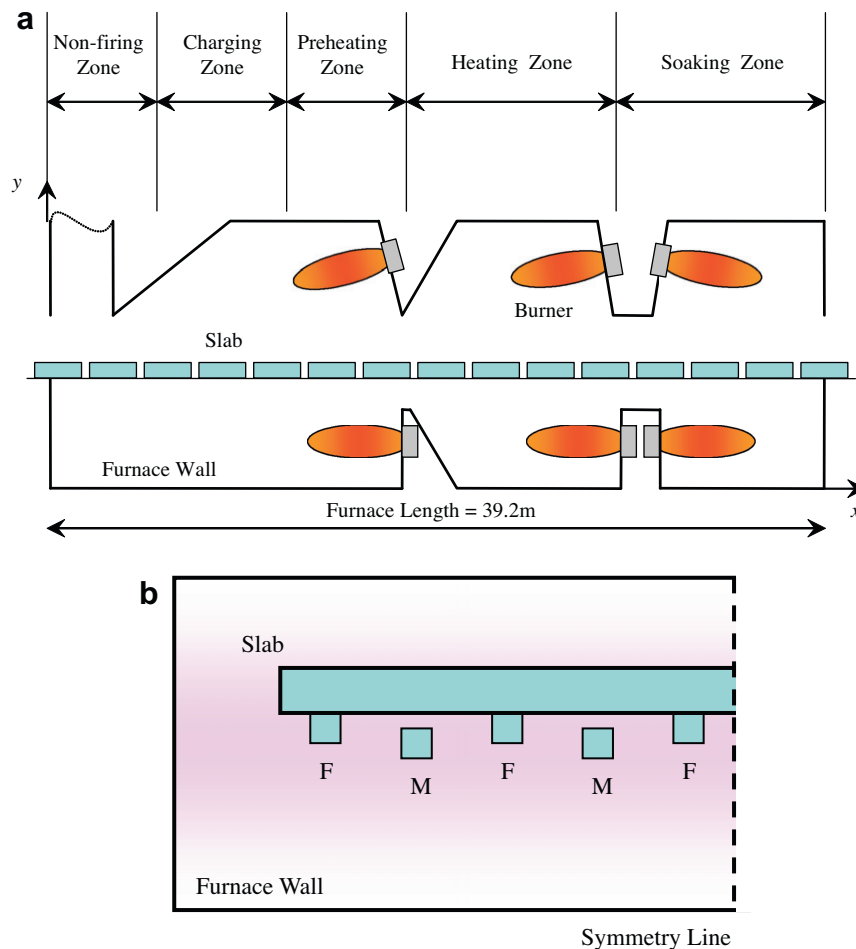 a
Non-firing
Zone
Charging
Zone
Preheating
Zone
Heating Zone
Soaking Zone
y
Burner
Slab
Furnace Wall
x
Furnace Length = 39.2m
b
Slab
F
M
F
M
F
Furnace Wall
Symmetry Line